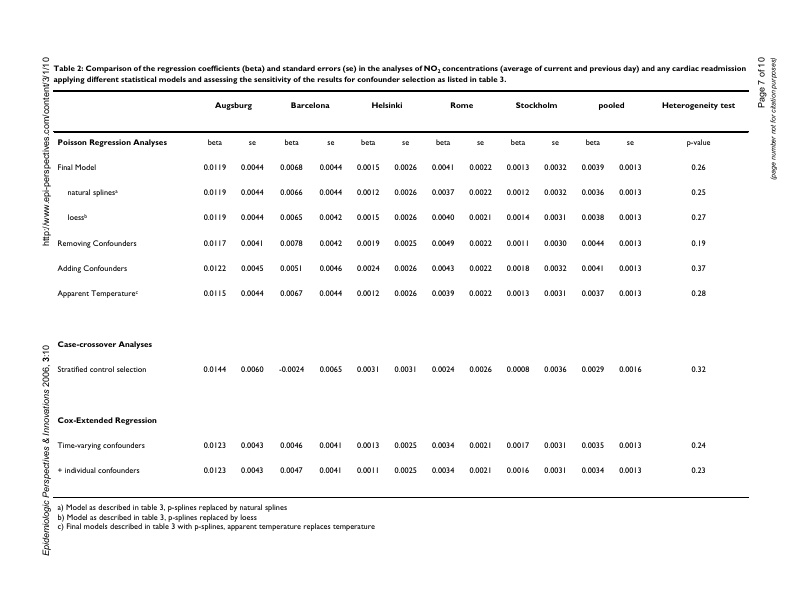 http://www.epi-perspectives.com/content/3/1/10
Epidemiologic Perspectives & Innovations 2006, 3:10
Page 7 of 10
(page number not for citation purposes)
Table 2: Comparison of the regression coefficients (beta) and standard errors (se) in the analyses of NO2 concentrations (average of current and previous day) and any cardiac readmission
applying different statistical models and assessing the sensitivity of the results for confounder selection as listed in table 3.
Augsburg Barcelona Helsinki Rome Stockholm pooled Heterogeneity test
Poisson Regression Analyses beta se beta se beta se beta se beta se beta se p-value
Final Model 0.0119 0.0044 0.0068 0.0044 0.0015 0.0026 0.0041 0.0022 0.0013 0.0032 0.0039 0.0013 0.26
natural splinesa 0.0119 0.0044 0.0066 0.0044 0.0012 0.0026 0.0037 0.0022 0.0012 0.0032 0.0036 0.0013 0.25
loessb 0.0119 0.0044 0.0065 0.0042 0.0015 0.0026 0.0040 0.0021 0.0014 0.0031 0.0038 0.0013 0.27
Removing Confounders 0.0117 0.0041 0.0078 0.0042 0.0019 0.0025 0.0049 0.0022 0.0011 0.0030 0.0044 0.0013 0.19
Adding Confounders 0.0122 0.0045 0.0051 0.0046 0.0024 0.0026 0.0043 0.0022 0.0018 0.0032 0.0041 0.0013 0.37
Apparent Temperaturec 0.0115 0.0044 0.0067 0.0044 0.0012 0.0026 0.0039 0.0022 0.0013 0.0031 0.0037 0.0013 0.28
Case-crossover Analyses
Stratified control selection 0.0144 0.0060 -0.0024 0.0065 0.0031 0.0031 0.0024 0.0026 0.0008 0.0036 0.0029 0.0016 0.32
Cox-Extended Regression
Time-varying confounders 0.0123 0.0043 0.0046 0.0041 0.0013 0.0025 0.0034 0.0021 0.0017 0.0031 0.0035 0.0013 0.24
+ individual confounders 0.0123 0.0043 0.0047 0.0041 0.0011 0.0025 0.0034 0.0021 0.0016 0.0031 0.0034 0.0013 0.23
a) Model as described in table 3, p-splines replaced by natural splines
b) Model as described in table 3, p-splines replaced by loess
c) Final models described in table 3 with p-splines, apparent temperature replaces temperature